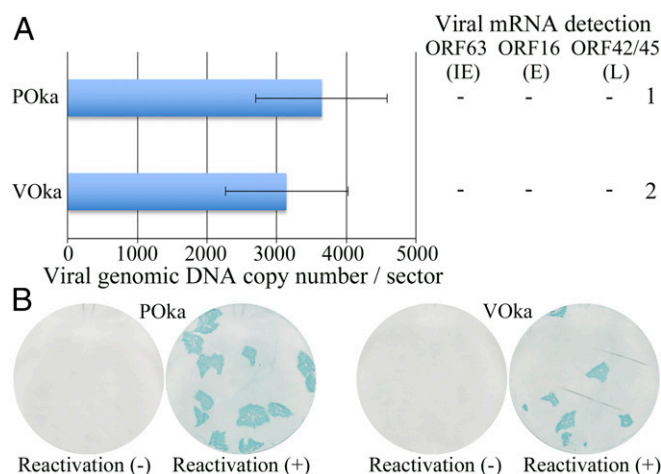 A
Viral mRNA detection
ORF63 ORF16 ORF42/45
(IE) (E) (L)
POka - - - 1
VOka - - - 2
0 1000 2000 3000 4000 5000
Viral genomic DNA copy number / sector
B
POka VOka
Reactivation (-) Reactivation (+) Reactivation (-) Reactivation (+)